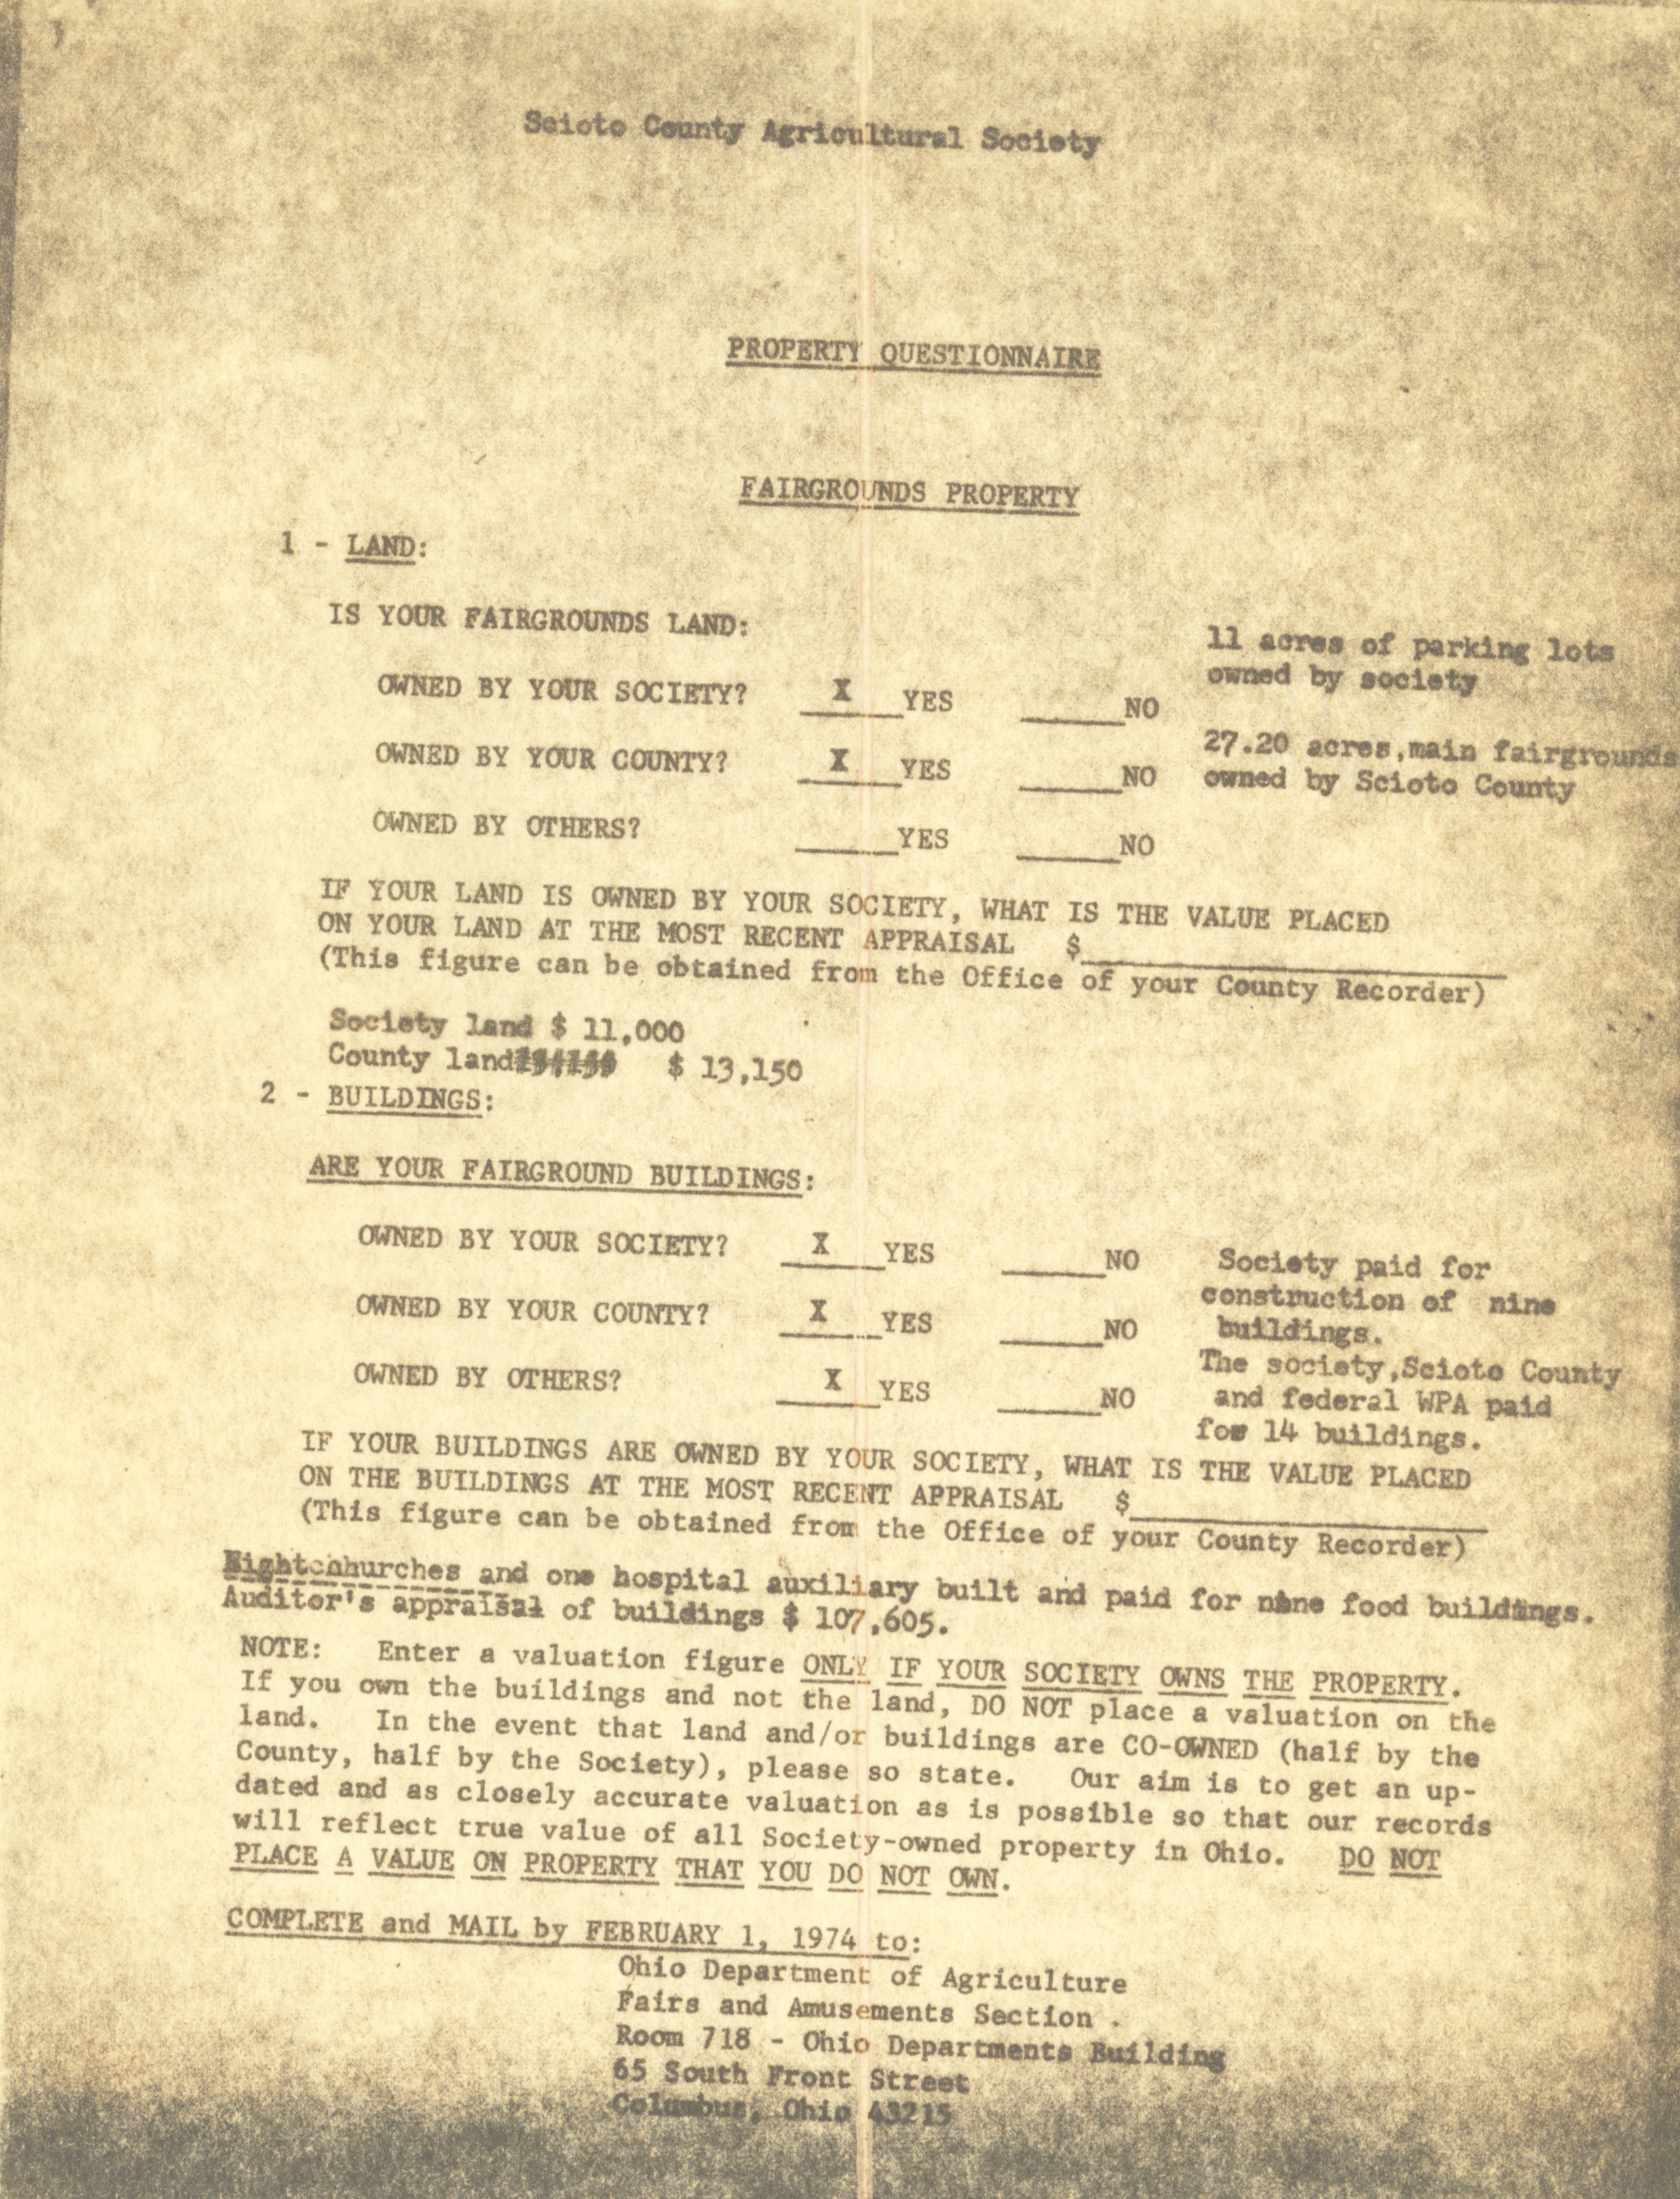 Scioto County Agricultural Society
PROPERTY QUESTIONNAIRE
FAIRGROUNDS PROPERTY
1 - LAND:
IS YOUR FAIRGROUNDS LAND:
11 acres of parking lots
owned by society
OWNED BY YOUR SOCIETY? X YES NO
27.20 acres,main fairgrounds
owned by Scioto County
OWNED BY YOUR COUNTY? X YES NO
OWNED BY OTHERS? YES NO
IF YOUR LAND IS OWNED BY YOUR SOCIETY, WHAT IS THE VALUE PLACED
ON YOUR LAND AT THE MOST RECENT APPRAISAL $
(This figure can be obtained from the Office of your County Recorder)
Society land $ 11,000
County land $ 13,150
2 - BUILDINGS:
ARE YOUR FAIRGROUND BUILDINGS:
OWNED BY YOUR SOCIETY? X YES NO
OWNED BY YOUR COUNTY? X YES NO
OWNED BY OTHERS? X YES NO
Society paid for
construction of nine
buildings.
The society,Scioto County
and federal WPA paid
for 14 buildings.
IF YOUR BUILDINGS ARE OWNED BY YOUR SOCIETY, WHAT IS THE VALUE PLACED
ON THE BUILDINGS AT THE MOST RECENT APPRAISAL $
(This figure can be obtained from the Office of your County Recorder)
Eight churches and one hospital auxiliary built and paid for nine food buildings.
Auditor's appraisal of buildings $ 107,605.
NOTE: Enter a valuation figure ONLY IF YOUR SOCIETY OWNS THE PROPERTY.
If you own the buildings and not the land, DO NOT place a valuation on the
land. In the event that land and/or buildings are CO-OWNED (half by the
County, half by the Society), please so state. Our aim is to get an up-
dated and as closely accurate valuation as is possible so that our records
will reflect true value of all Society-owned property in Ohio. DO NOT
PLACE A VALUE ON PROPERTY THAT YOU DO NOT OWN.
COMPLETE and MAIL by FEBRUARY 1, 1974 to:
Ohio Department of Agriculture
Fairs and Amusements Section .
Room 718 - Ohio Departments Building
65 South Front Street
Columbus, Ohio 43215